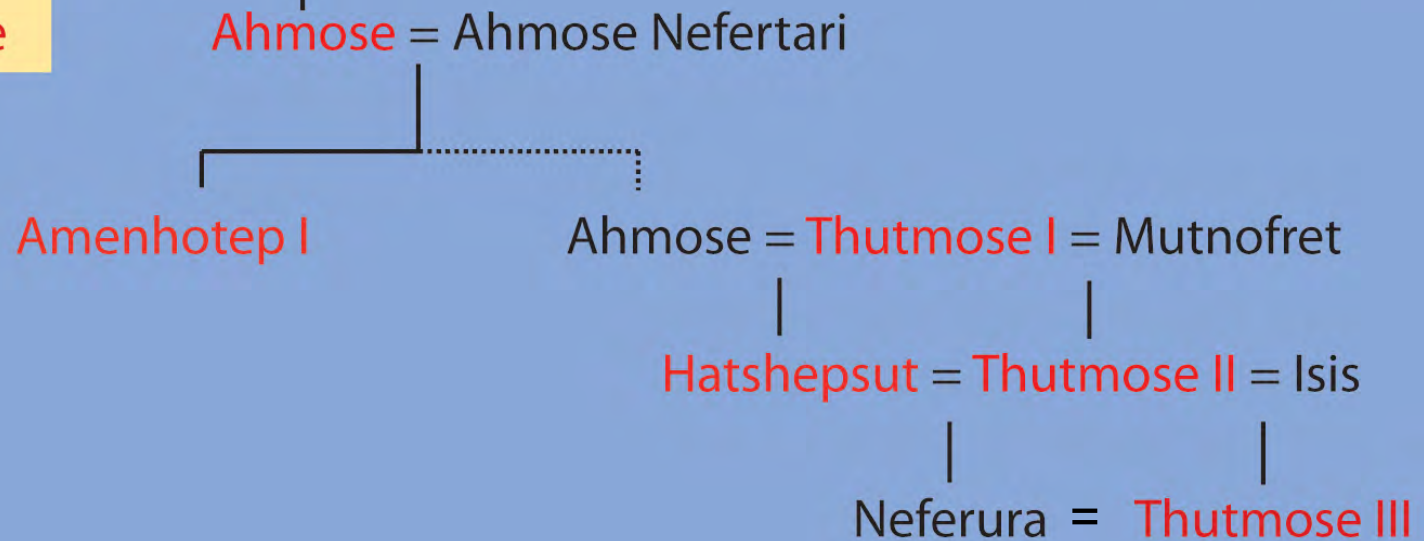 e
Ahmose = Ahmose Nefertari
Amenhotep I
Ahmose = Thutmose I = Mutnofret
Hatshepsut = Thutmose II = Isis
Neferura = Thutmose III